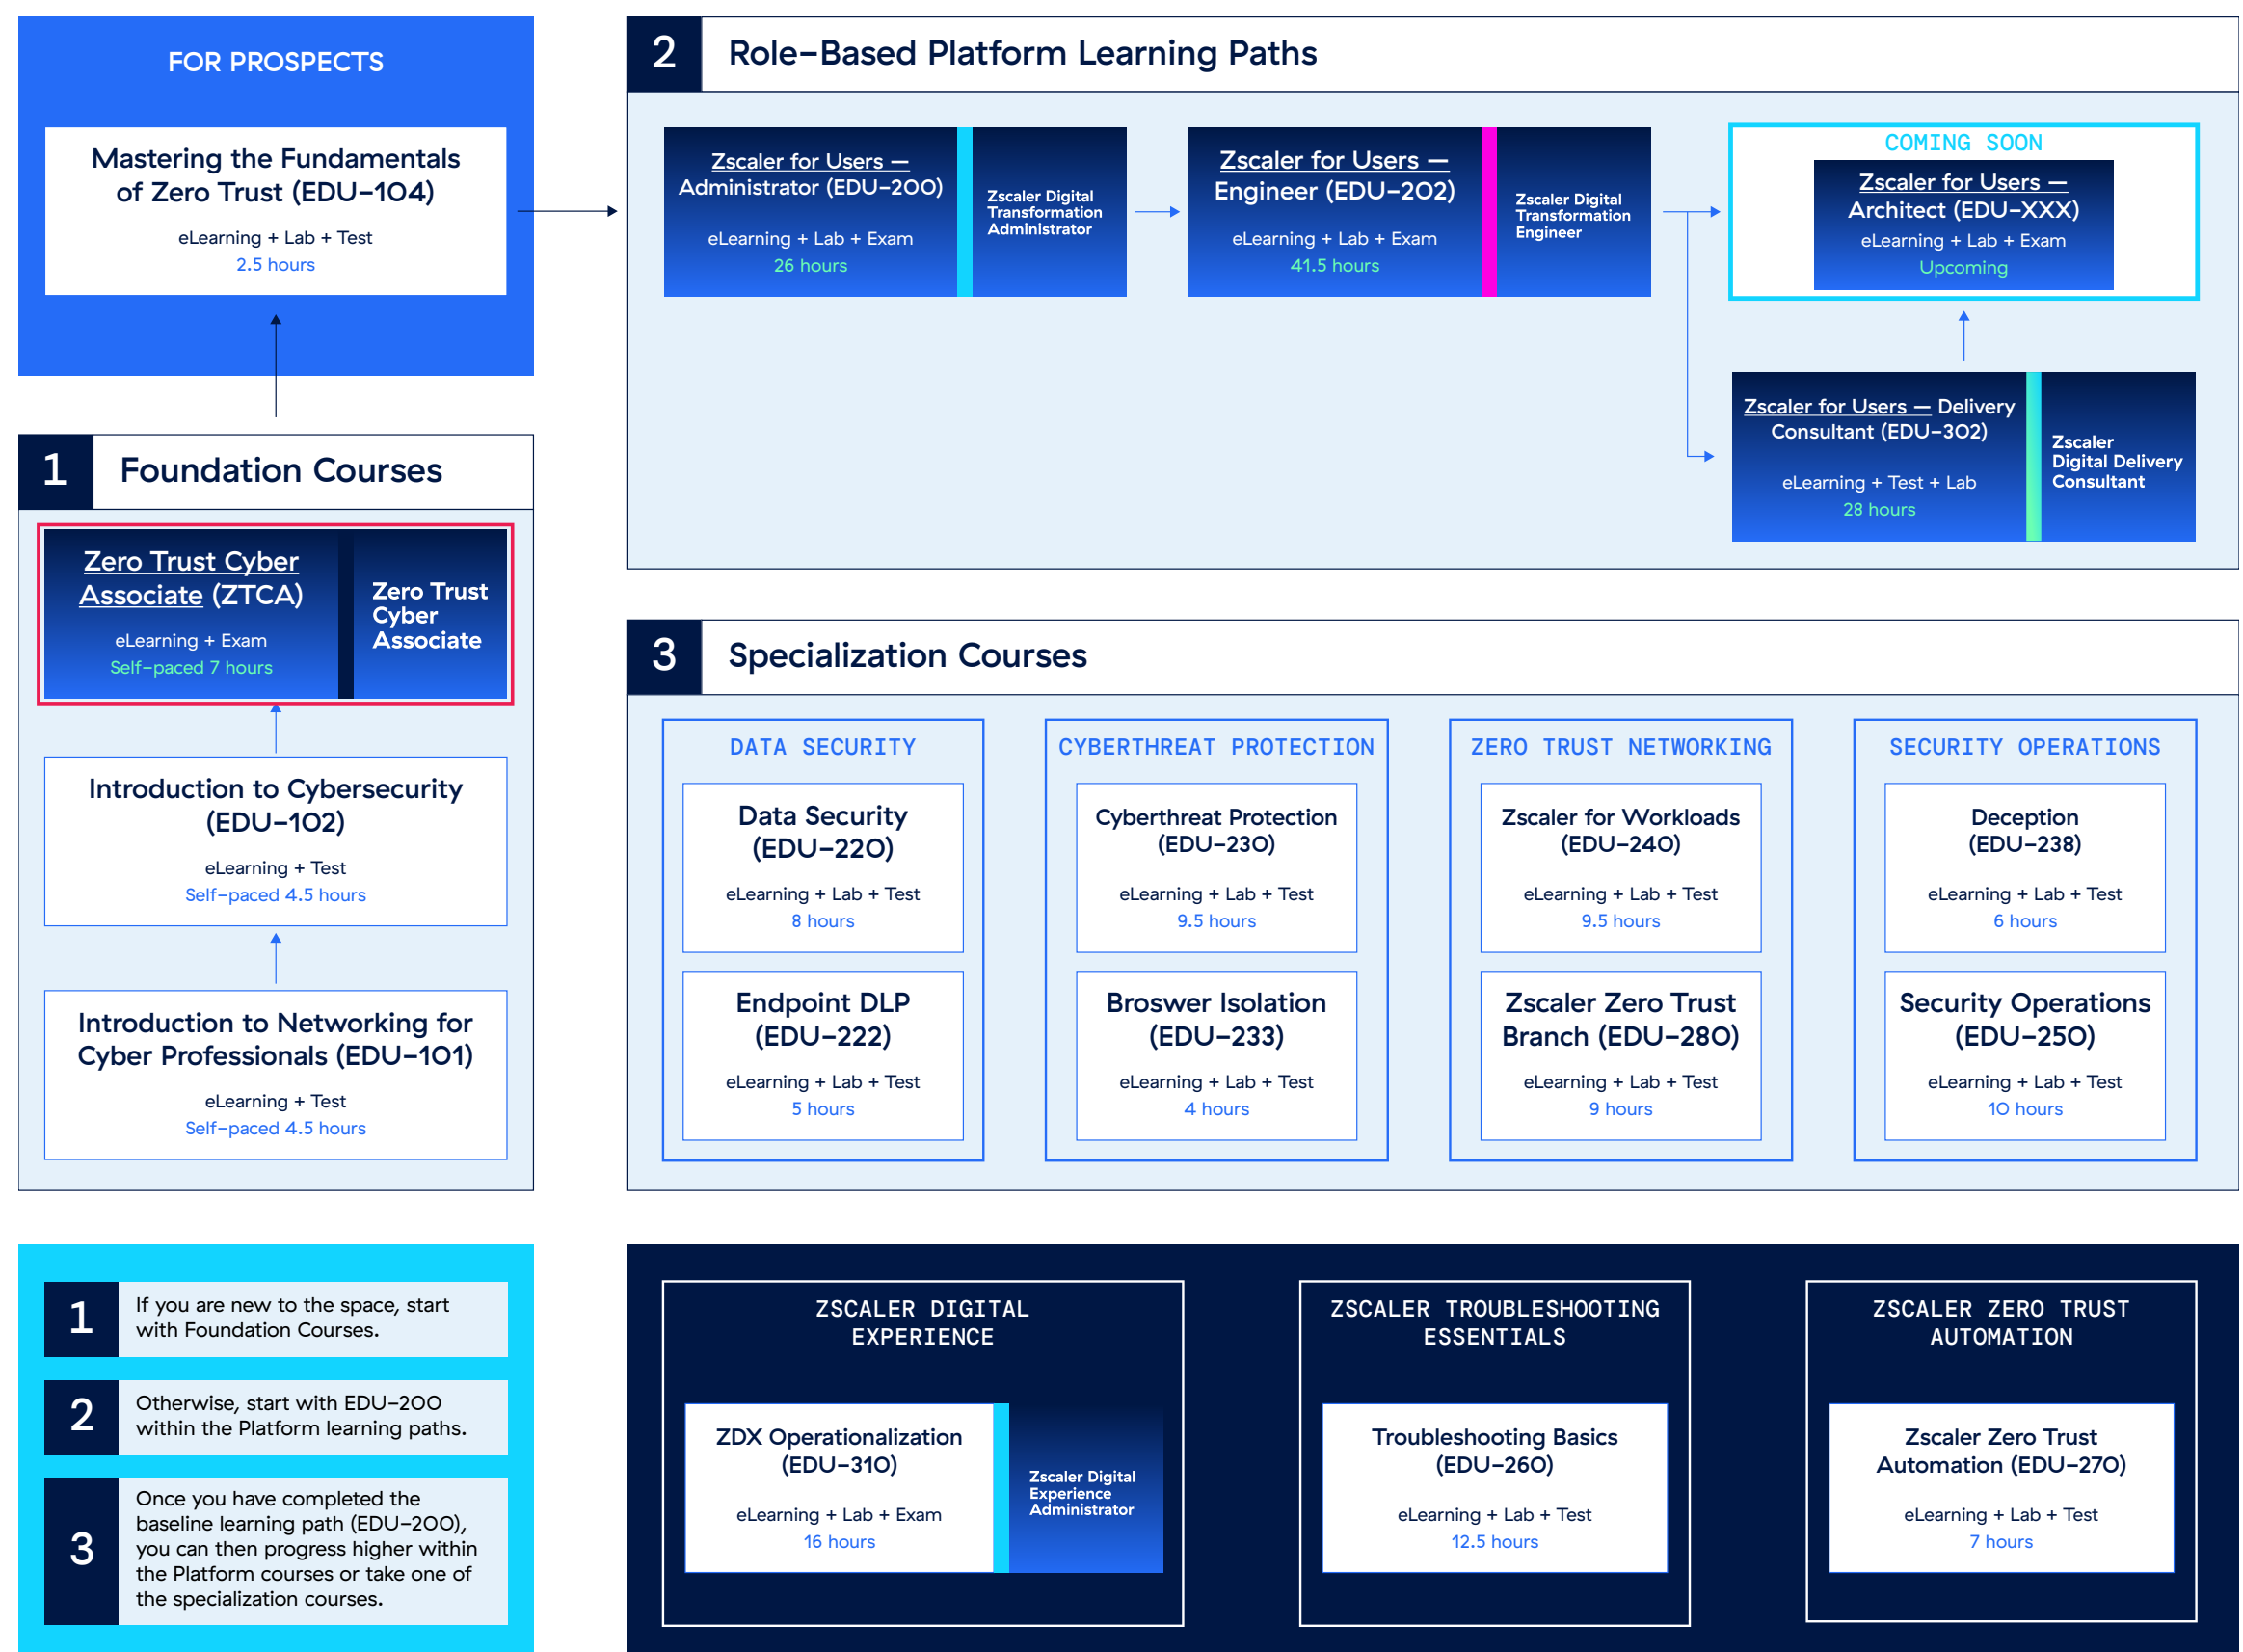 FOR PROSPECTS
Mastering the Fundamentals
of Zero Trust (EDU-104)
eLearning + Lab + Test
2.5 hours
1
Foundation Courses
Zero Trust Cyber
Associate (ZTCA)
eLearning + Exam
Self-paced 7 hours
Zero Trust
Cyber
Associate
Introduction to Cybersecurity
(EDU-102)
eLearning + Test
Self-paced 4.5 hours
Introduction to Networking for
Cyber Professionals (EDU-101)
eLearning + Test
Self-paced 4.5 hours
2
Role-Based Platform Learning Paths
Zscaler for Users —
Administrator (EDU-200)
eLearning + Lab + Exam
26 hours
Zscaler Digital
Transformation
Administrator
Zscaler for Users —
Engineer (EDU-202)
eLearning + Lab + Exam
41.5 hours
Zscaler Digital
Transformation
Engineer
COMING SOON
Zscaler for Users —
Architect (EDU-XXX)
eLearning + Lab + Exam
Upcoming
Zscaler for Users — Delivery
Consultant (EDU-302)
eLearning + Test + Lab
28 hours
Zscaler
Digital Delivery
Consultant
3
Specialization Courses
DATA SECURITY
Data Security
(EDU-220)
eLearning + Lab + Test
8 hours
Endpoint DLP
(EDU-222)
eLearning + Lab + Test
5 hours
CYBERTHREAT PROTECTION
Cyberthreat Protection
(EDU-230)
eLearning + Lab + Test
9.5 hours
Broswer Isolation
(EDU-233)
eLearning + Lab + Test
4 hours
ZERO TRUST NETWORKING
Zscaler for Workloads
(EDU-240)
eLearning + Lab + Test
9.5 hours
Zscaler Zero Trust
Branch (EDU-280)
eLearning + Lab + Test
9 hours
SECURITY OPERATIONS
Deception
(EDU-238)
eLearning + Lab + Test
6 hours
Security Operations
(EDU-250)
eLearning + Lab + Test
10 hours
1
If you are new to the space, start
with Foundation Courses.
2
Otherwise, start with EDU-200
within the Platform learning paths.
3
Once you have completed the
baseline learning path (EDU-200),
you can then progress higher within
the Platform courses or take one of
the specialization courses.
ZSCALER DIGITAL
EXPERIENCE
ZDX Operationalization
(EDU-310)
eLearning + Lab + Exam
16 hours
Zscaler Digital
Experience
Administrator
ZSCALER TROUBLESHOOTING
ESSENTIALS
Troubleshooting Basics
(EDU-260)
eLearning + Lab + Test
12.5 hours
ZSCALER ZERO TRUST
AUTOMATION
Zscaler Zero Trust
Automation (EDU-270)
eLearning + Lab + Test
7 hours